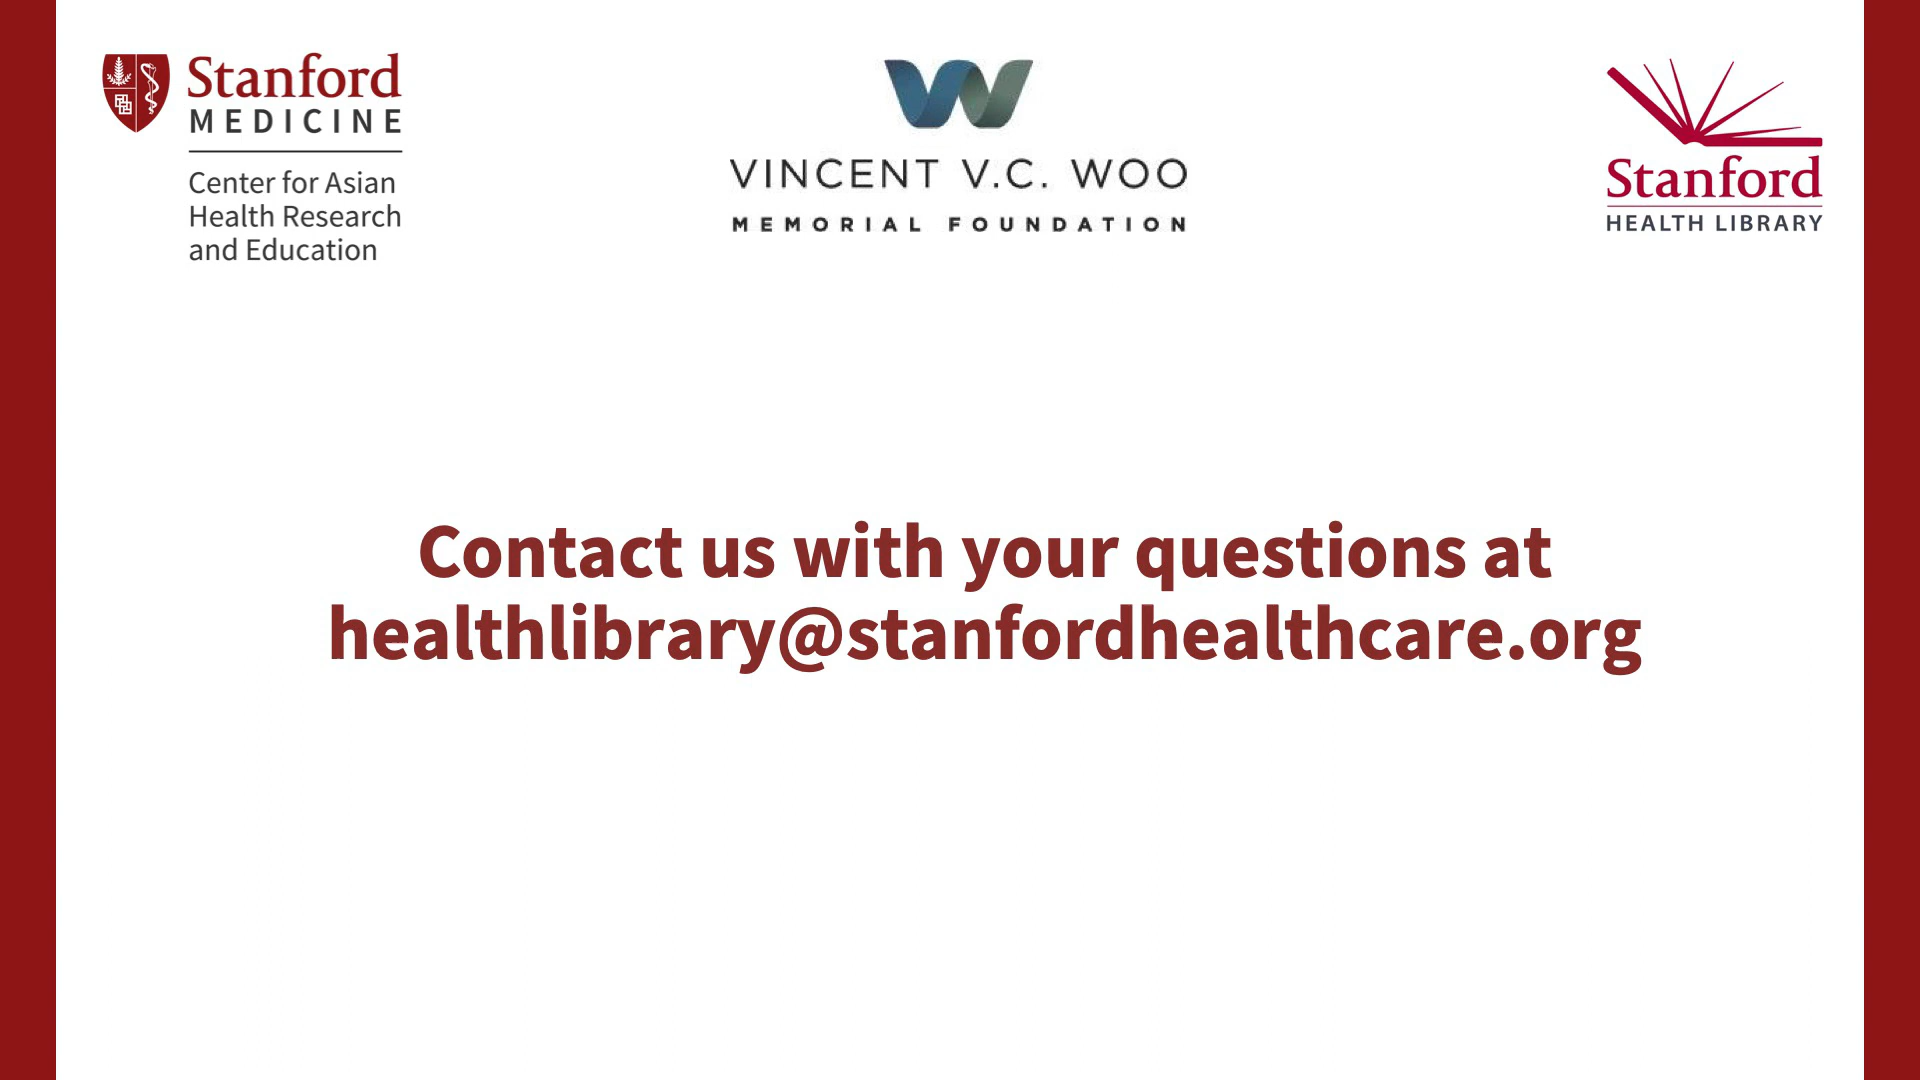 Stanford
MEDICINE
Center for Asian
Health Research
and Education
VINCENT V.C. WOO
MEMORIAL FOUNDATION
Stanford
HEALTH LIBRARY
Contact us with your questions at
healthlibrary@stanfordhealthcare.org